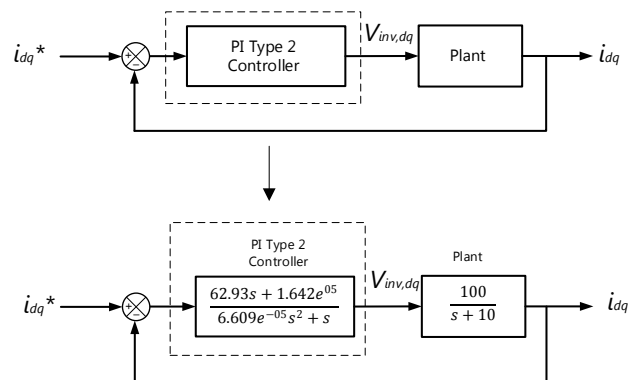 i_dq*
+
−
PI Type 2
Controller
V_inv,dq
Plant
i_dq
PI Type 2
Controller
Plant
i_dq*
+
−
62.93s + 1.642e^05
6.609e^−05 s^2 + s
V_inv,dq
100
s + 10
i_dq